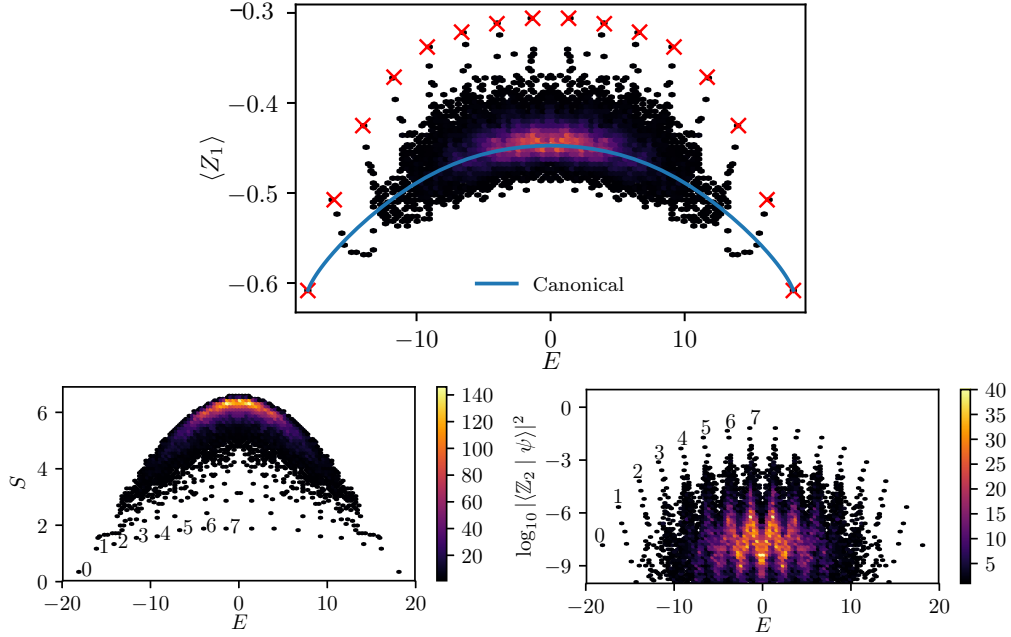 −0.3
−0.4
−0.5
−0.6
⟨Z₁⟩
Canonical
−10 0 10
E
6
4
2
0
S
0 1 2 3 4 5 6 7
−20 −10 0 10 20
E
140
120
100
80
60
40
20
0
−3
−6
−9
log₁₀ |⟨ℤ₂ | ψ⟩|²
0 1 2 3 4 5 6 7
−20 −10 0 10 20
E
40
35
30
25
20
15
10
5